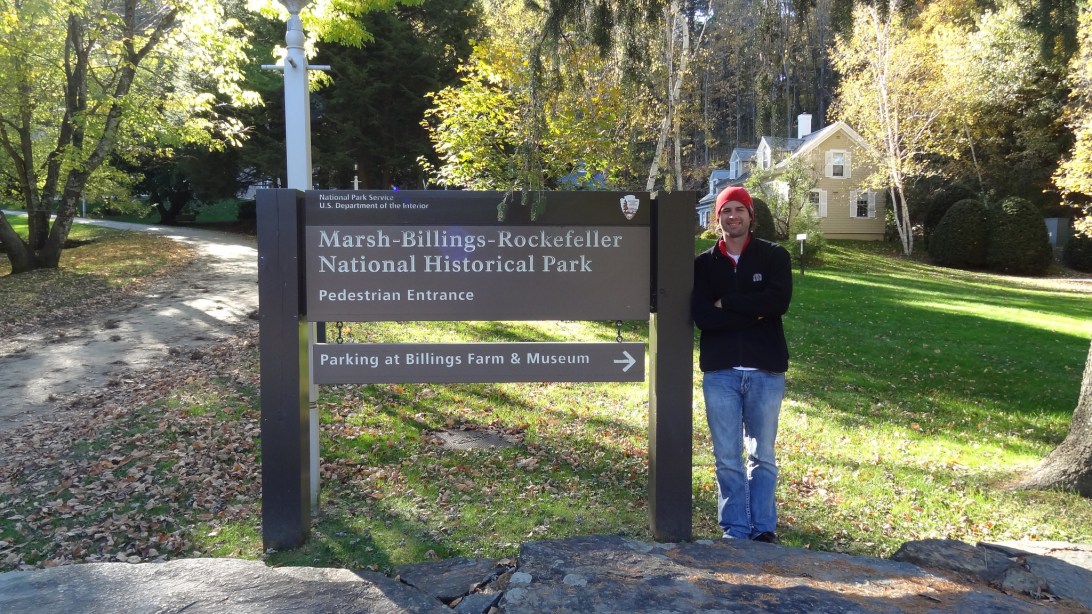 National Park Service
U.S. Department of the Interior
Marsh-Billings-Rockefeller
National Historical Park
Pedestrian Entrance
Parking at Billings Farm & Museum